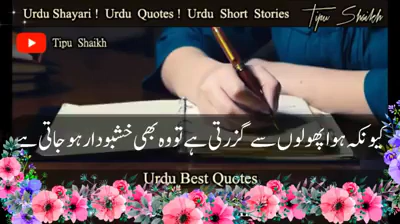 Urdu Shayari ! Urdu Quotes ! Urdu Short Stories
Tipu Shaikh
Tipu Shaikh
کیونکہ ہوا پھولوں سے گزرتی ہے تو وہ بھی خشبودار ہو جاتی ہے
Urdu Best Quotes